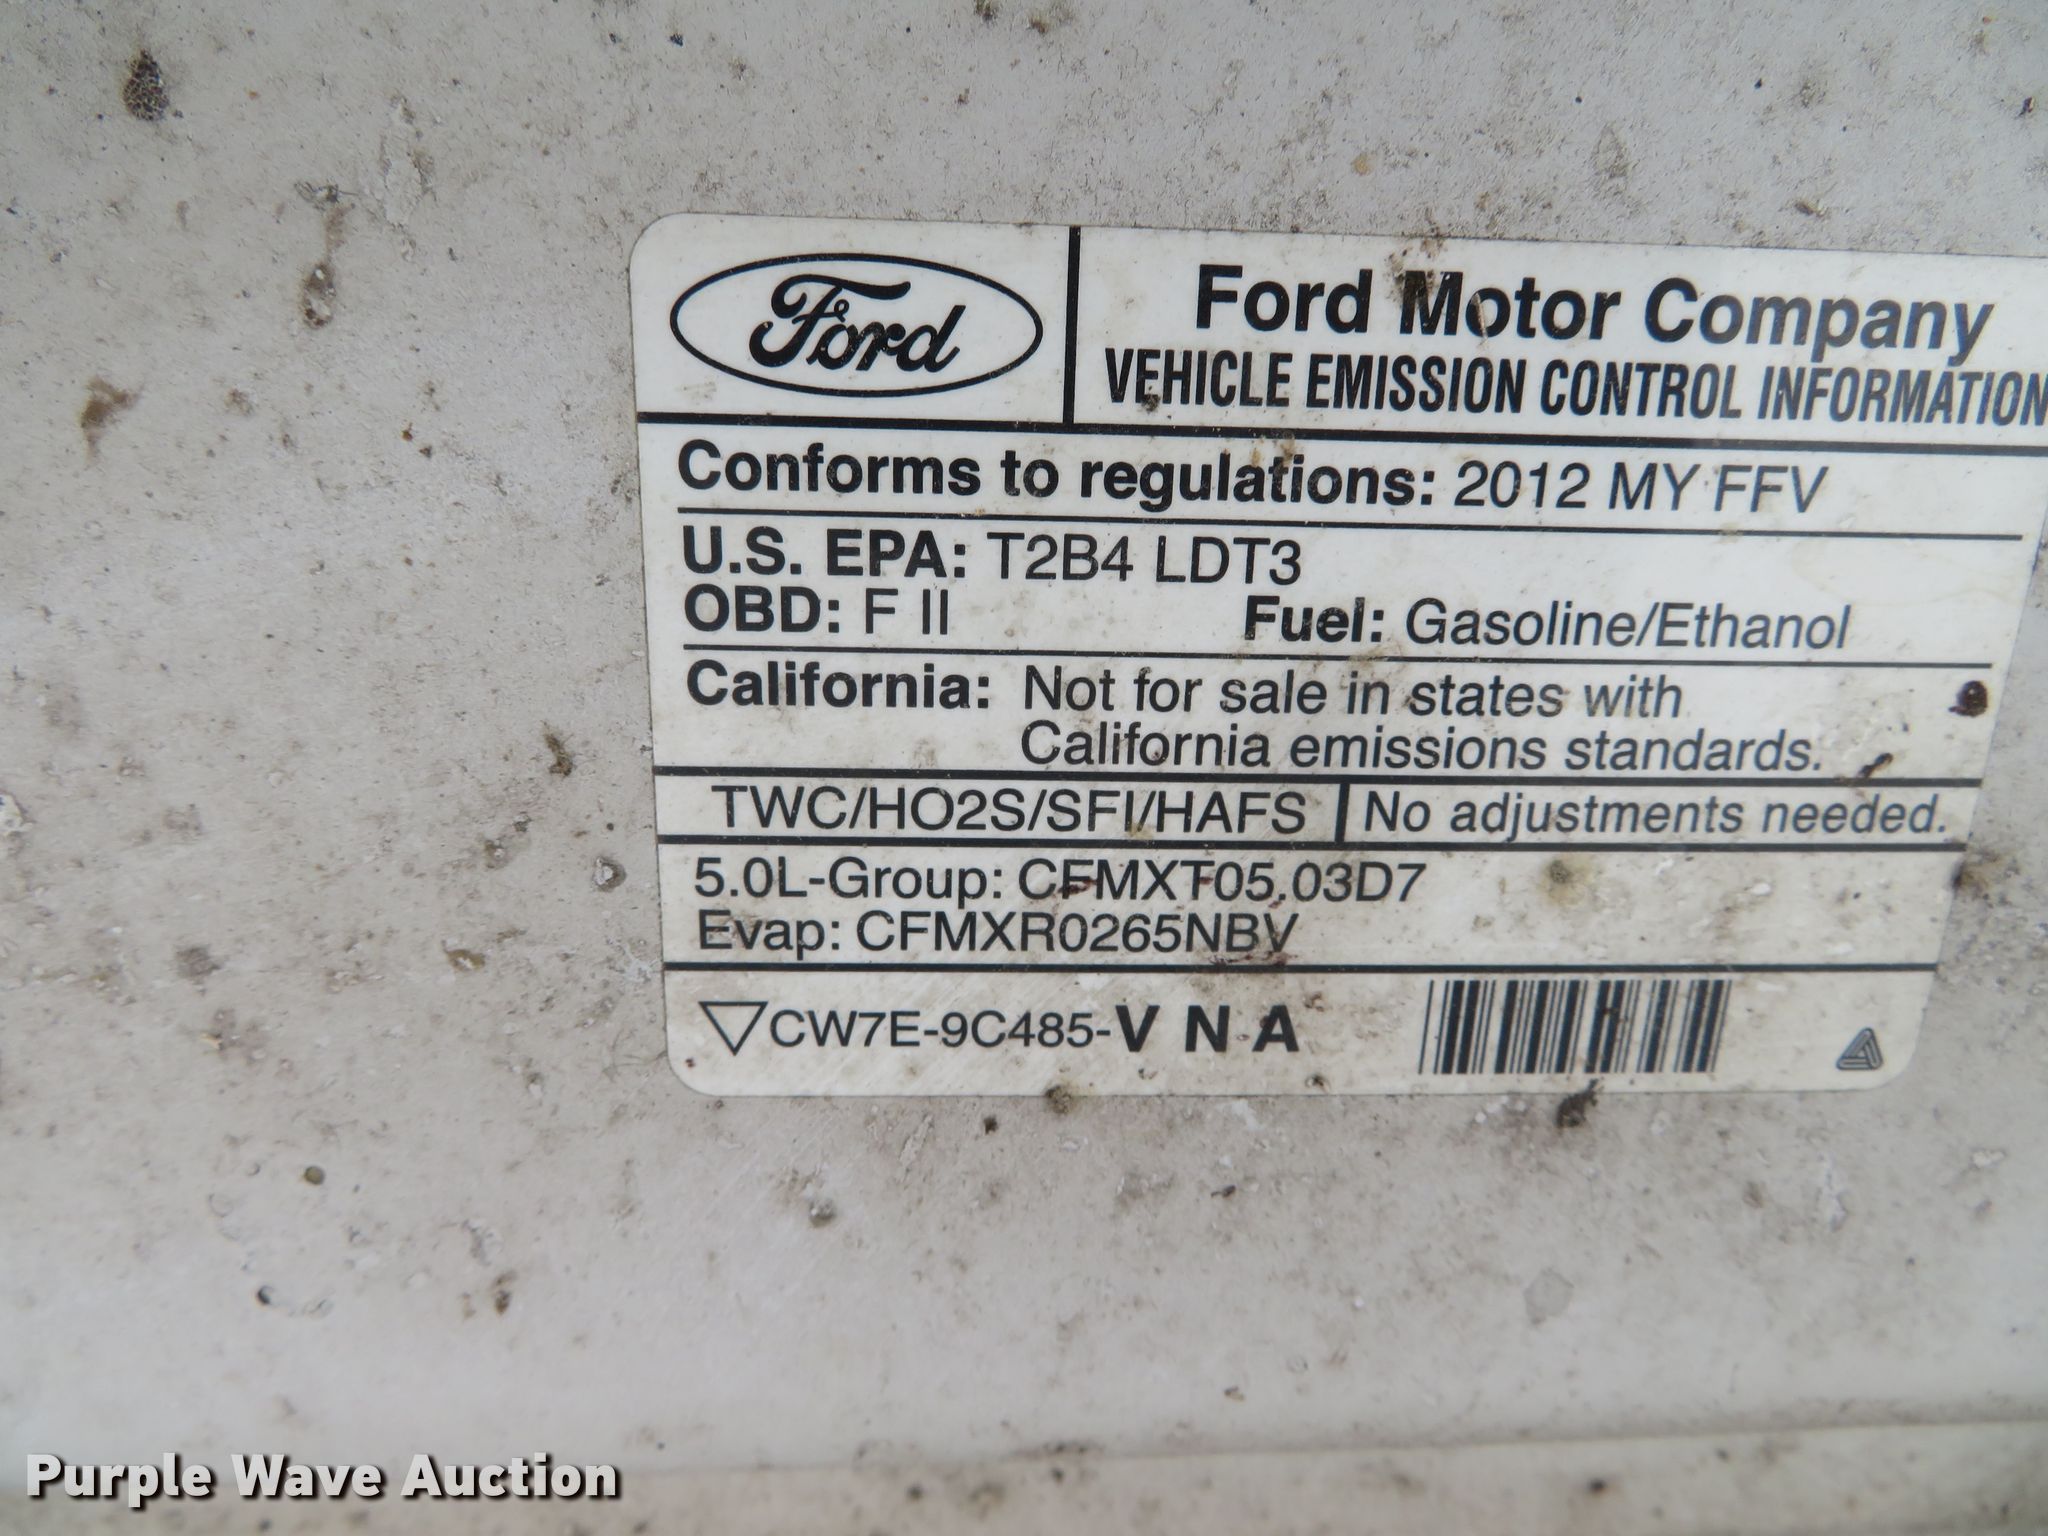 Ford
Ford Motor Company
VEHICLE EMISSION CONTROL INFORMATION
Conforms to regulations: 2012 MY FFV
U.S. EPA: T2B4 LDT3
OBD: F II Fuel: Gasoline/Ethanol
California: Not for sale in states with
California emissions standards.
TWC/HO2S/SFI/HAFS No adjustments needed.
5.0L-Group: CFMXT05.03D7
Evap: CFMXR0265NBV
CW7E-9C485-V N A
Purple Wave Auction